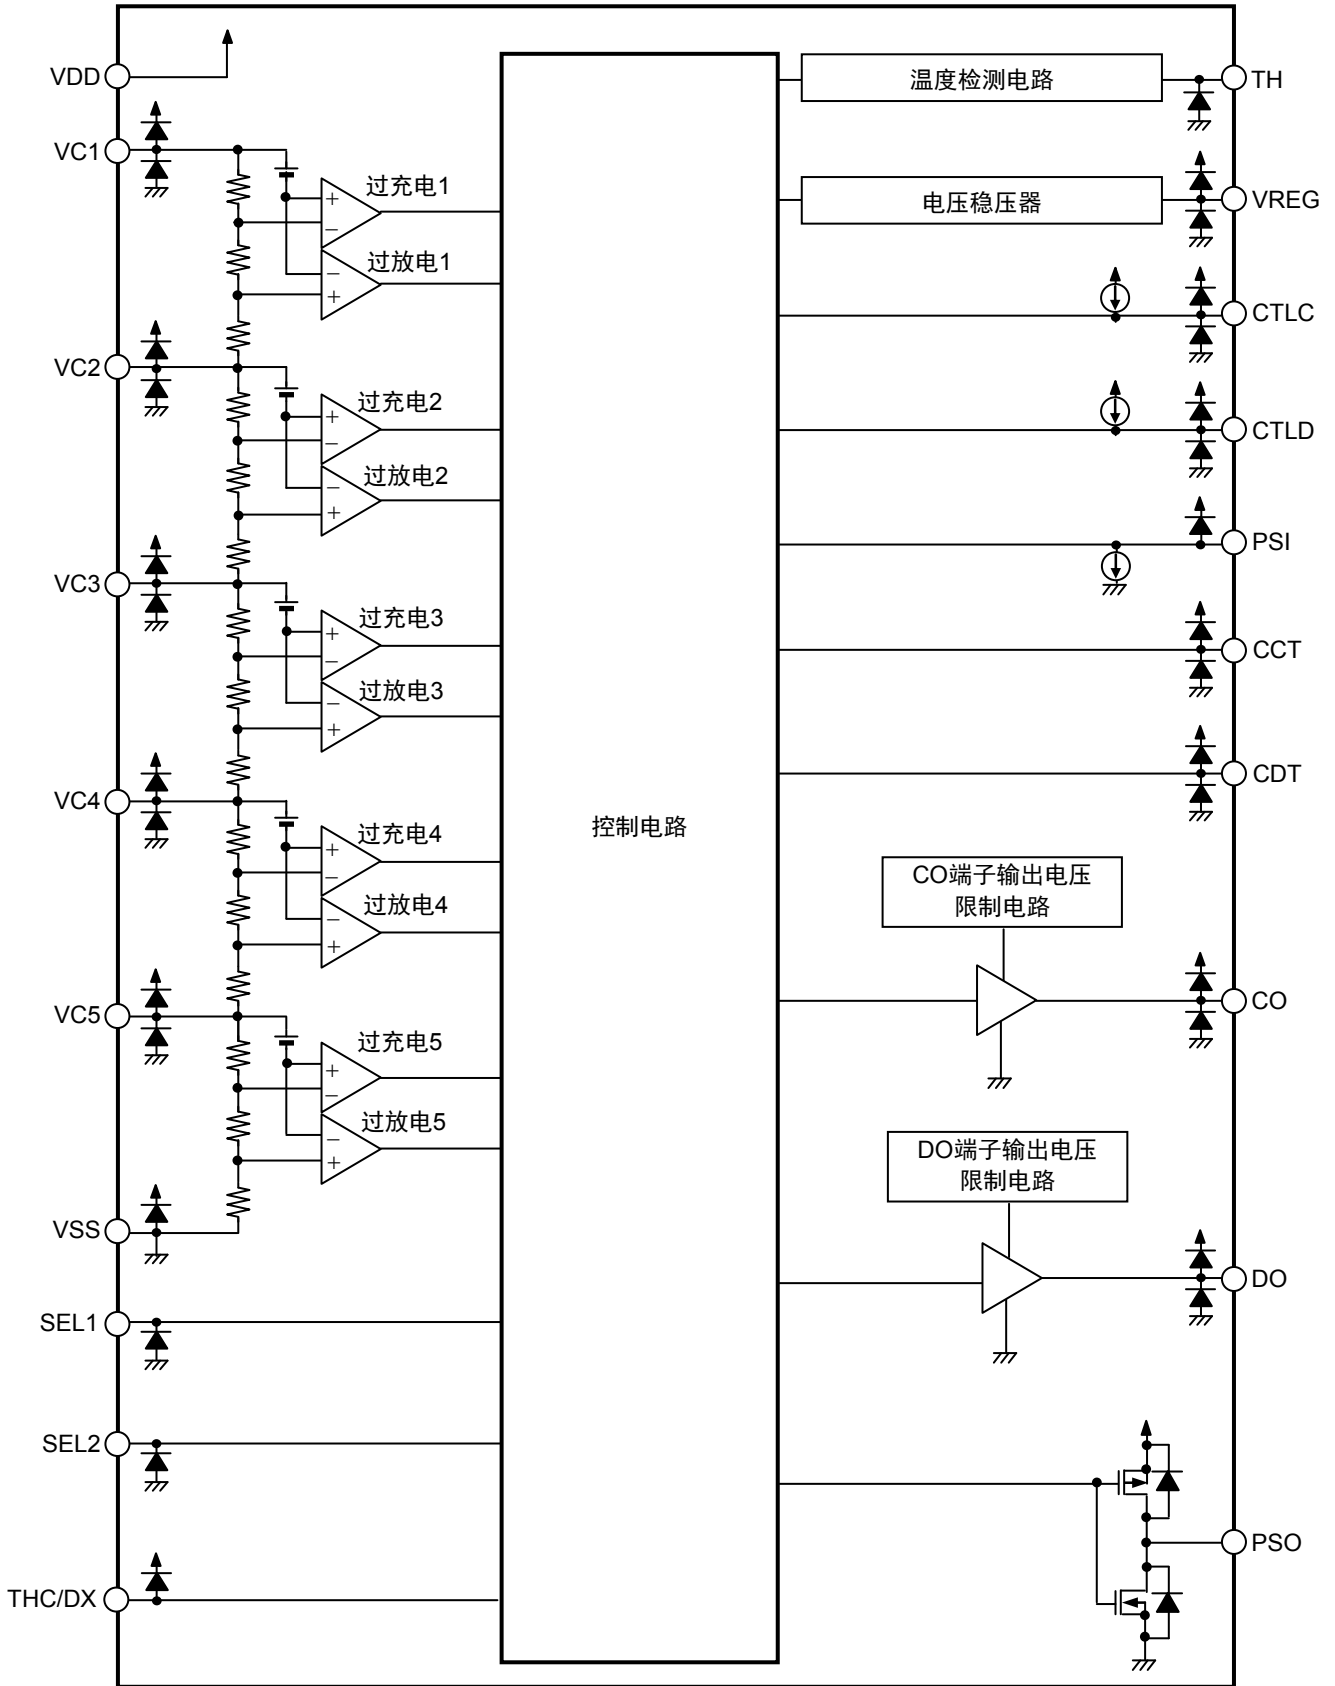 VDD
VC1
过充电1
过放电1
VC2
过充电2
过放电2
VC3
过充电3
过放电3
VC4
过充电4
过放电4
VC5
过充电5
过放电5
VSS
SEL1
SEL2
THC/DX
控制电路
温度检测电路
TH
电压稳压器
VREG
CTLC
CTLD
PSI
CCT
CDT
CO端子输出电压
限制电路
CO
DO端子输出电压
限制电路
DO
PSO